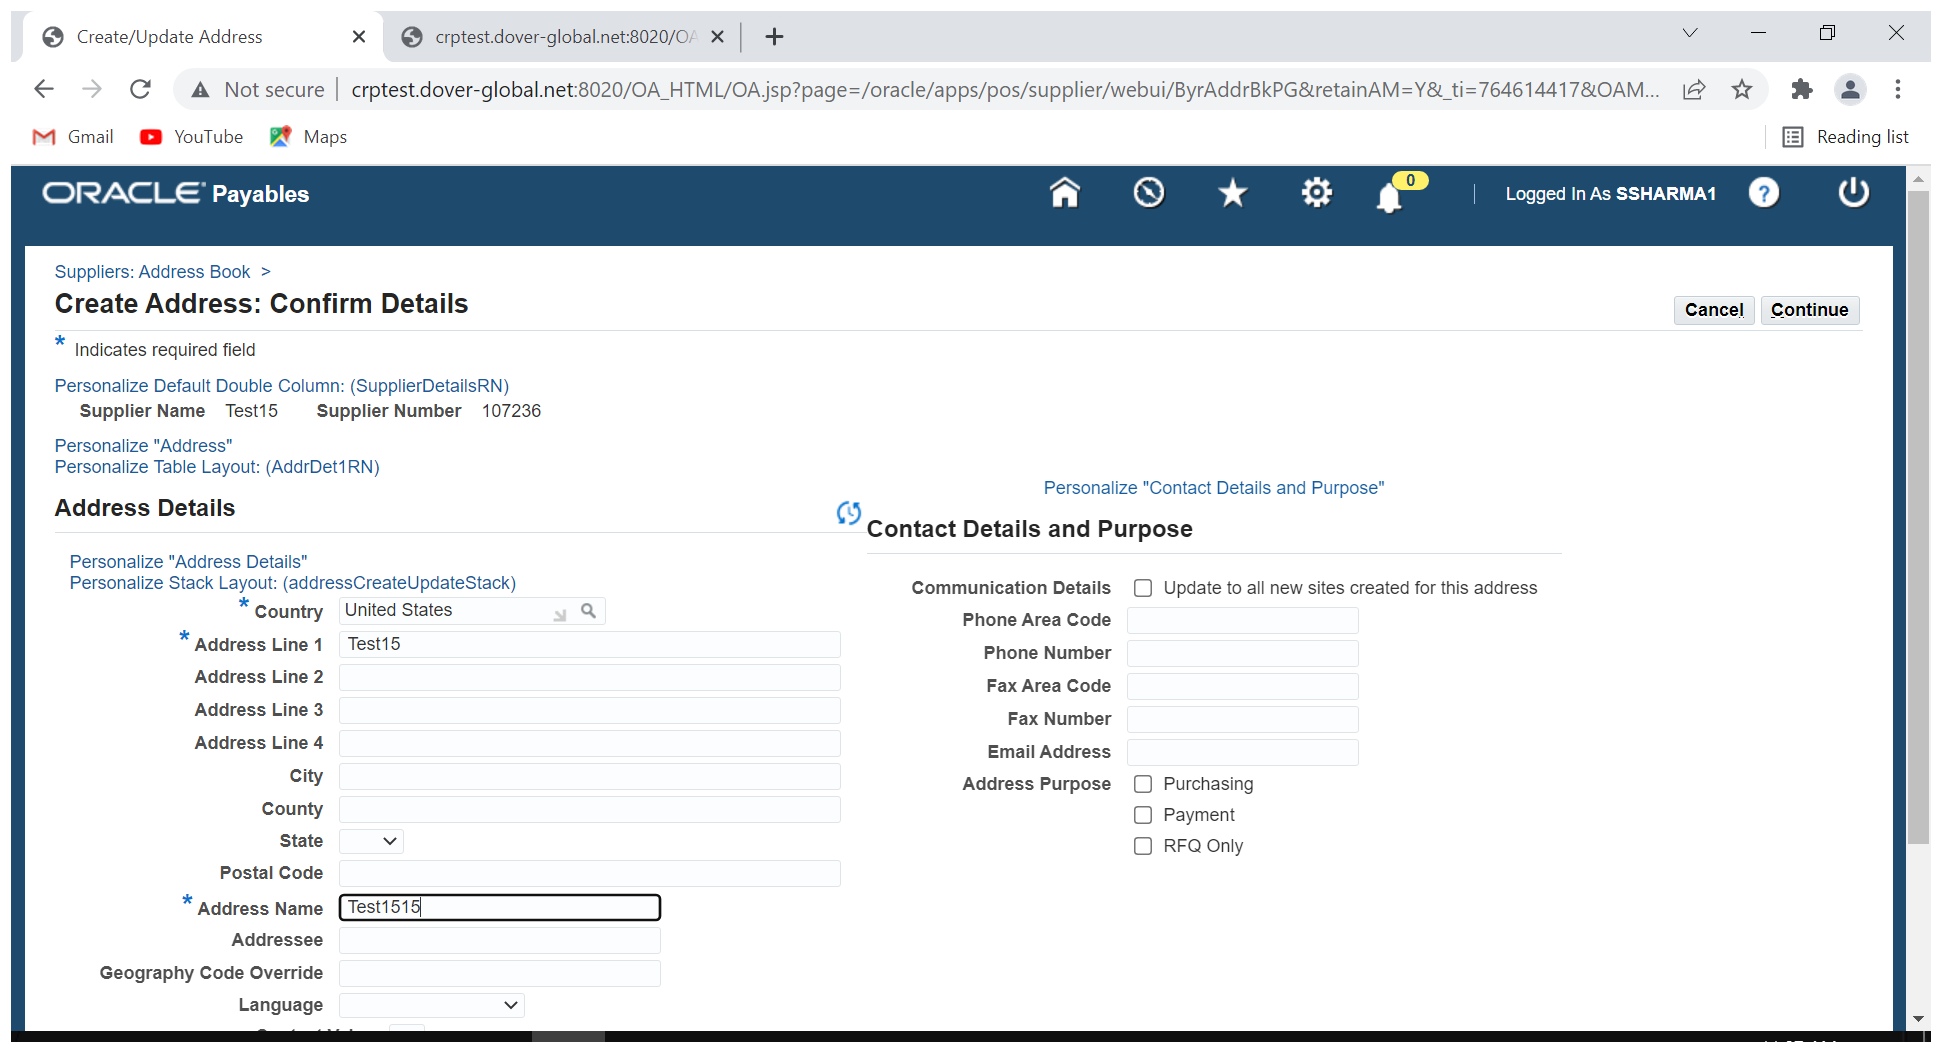 Create/Update Address
crptest.dover-global.net:8020/OA
Not secure
crptest.dover-global.net:8020/OA_HTML/OA.jsp?page=/oracle/apps/pos/supplier/webui/ByrAddrBkPG&retainAM=Y&_ti=764614417&OAM...
Gmail YouTube Maps Reading list
ORACLE Payables 0 Logged In As SSHARMA1 ?
Suppliers: Address Book >
Create Address: Confirm Details
Cancel Continue
* Indicates required field
Personalize Default Double Column: (SupplierDetailsRN)
Supplier Name Test15 Supplier Number 107236
Personalize "Address"
Personalize Table Layout: (AddrDet1RN)
Address Details
Personalize "Address Details"
Personalize Stack Layout: (addressCreateUpdateStack)
* Country United States
* Address Line 1 Test15
Address Line 2
Address Line 3
Address Line 4
City
County
State
Postal Code
* Address Name Test1515
Addressee
Geography Code Override
Language
Personalize "Contact Details and Purpose"
Contact Details and Purpose
Communication Details Update to all new sites created for this address
Phone Area Code
Phone Number
Fax Area Code
Fax Number
Email Address
Address Purpose Purchasing
Payment
RFQ Only